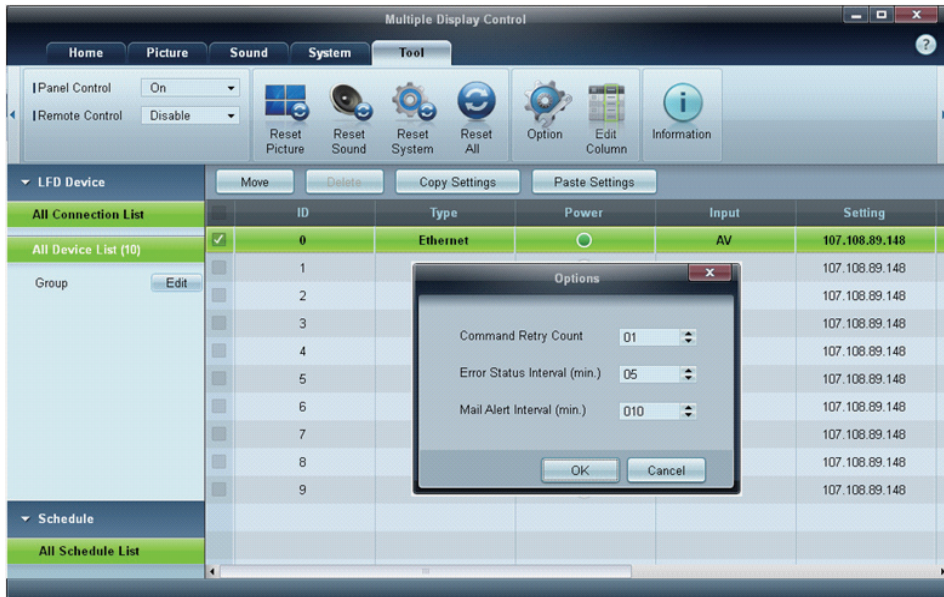 Multiple Display Control
Home Picture Sound System Tool
?
Panel Control On
Remote Control Disable
Reset Picture
Reset Sound
Reset System
Reset All
Option
Edit Column
Information
LFD Device
Move Delete Copy Settings Paste Settings
All Connection List
ID Type Power Input Setting
All Device List (10)
0 Ethernet AV 107.108.89.148
Group Edit
1 107.108.89.148
2 107.108.89.148
3 107.108.89.148
4 107.108.89.148
5 107.108.89.148
6 107.108.89.148
7 107.108.89.148
8 107.108.89.148
9 107.108.89.148
Options
Command Retry Count 01
Error Status Interval (min.) 05
Mail Alert Interval (min.) 010
OK Cancel
Schedule
All Schedule List